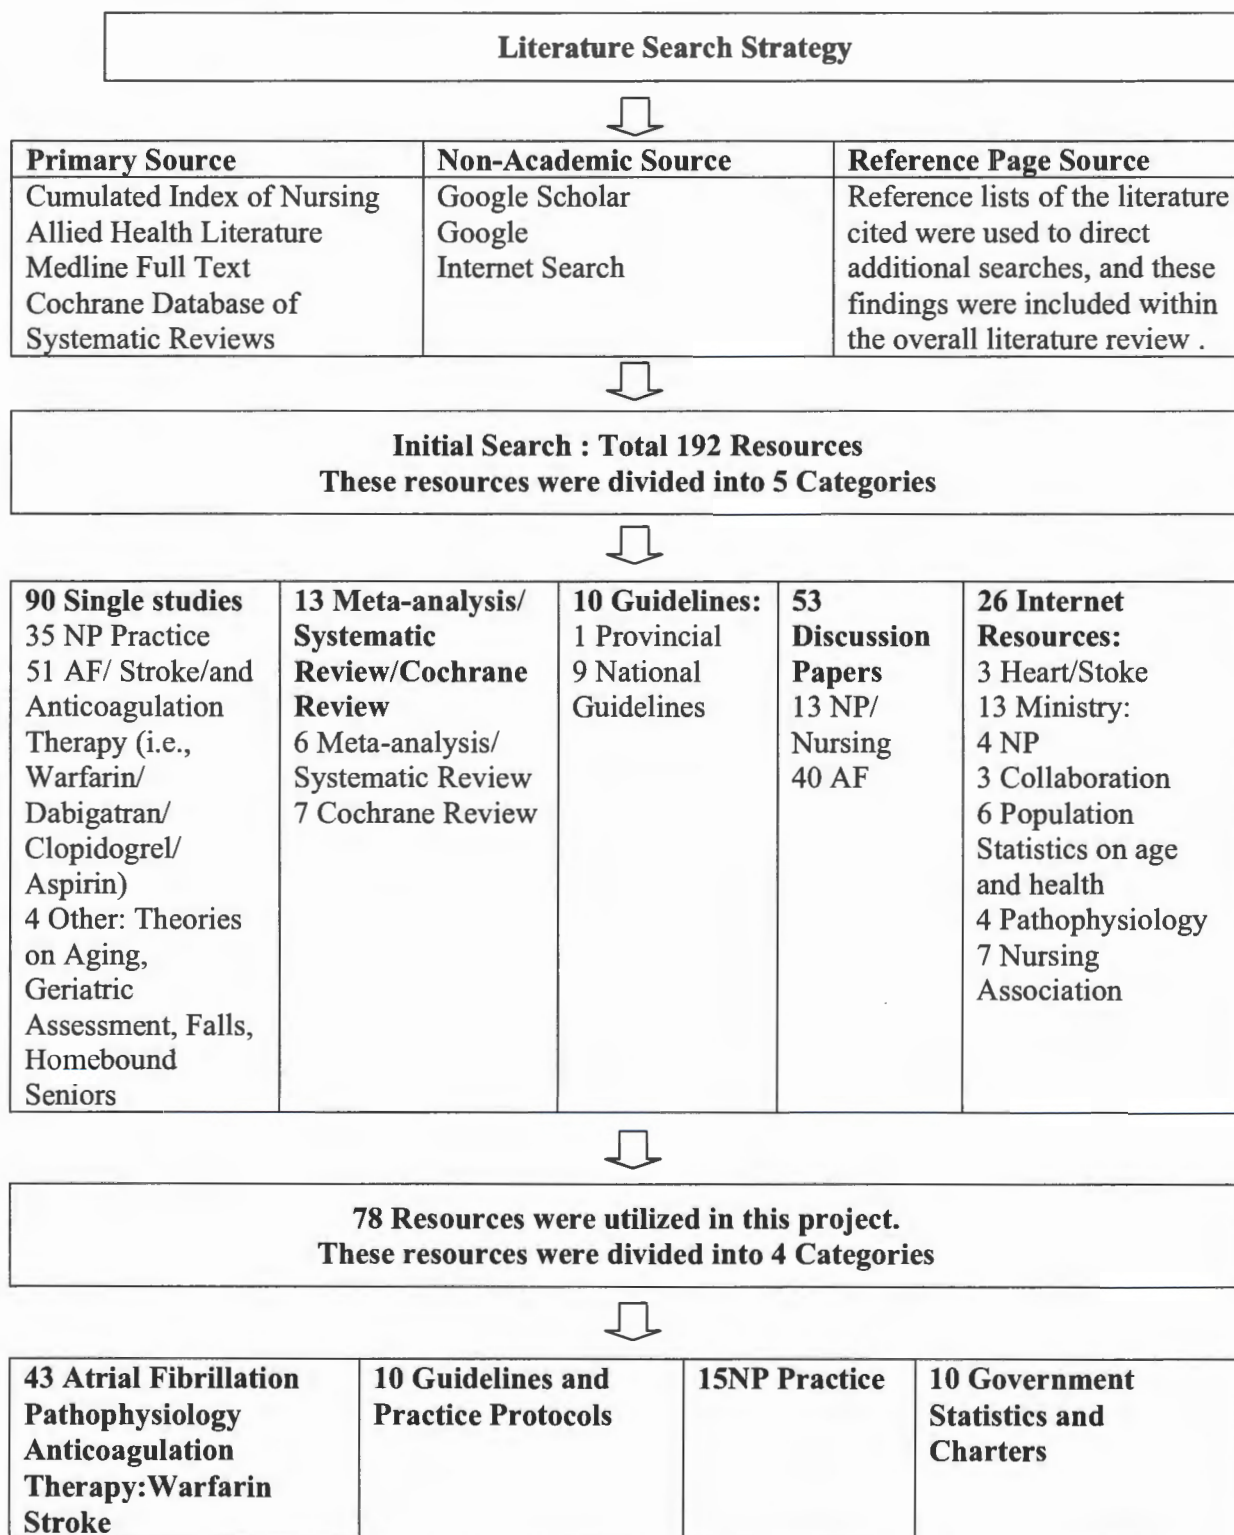 Literature Search Strategy
Primary Source
Cumulated Index of Nursing
Allied Health Literature
Medline Full Text
Cochrane Database of
Systematic Reviews
Non-Academic Source
Google Scholar
Google
Internet Search
Reference Page Source
Reference lists of the literature
cited were used to direct
additional searches, and these
findings were included within
the overall literature review .
Initial Search : Total 192 Resources
These resources were divided into 5 Categories
90 Single studies
35 NP Practice
51 AF/ Stroke/and
Anticoagulation
Therapy (i.e.,
Warfarin/
Dabigatran/
Clopidogrel/
Aspirin)
4 Other: Theories
on Aging,
Geriatric
Assessment, Falls,
Homebound
Seniors
13 Meta-analysis/
Systematic
Review/Cochrane
Review
6 Meta-analysis/
Systematic Review
7 Cochrane Review
10 Guidelines:
1 Provincial
9 National
Guidelines
53
Discussion
Papers
13 NP/
Nursing
40 AF
26 Internet
Resources:
3 Heart/Stoke
13 Ministry:
4 NP
3 Collaboration
6 Population
Statistics on age
and health
4 Pathophysiology
7 Nursing
Association
78 Resources were utilized in this project.
These resources were divided into 4 Categories
43 Atrial Fibrillation
Pathophysiology
Anticoagulation
Therapy:Warfarin
Stroke
10 Guidelines and
Practice Protocols
15NP Practice
10 Government
Statistics and
Charters